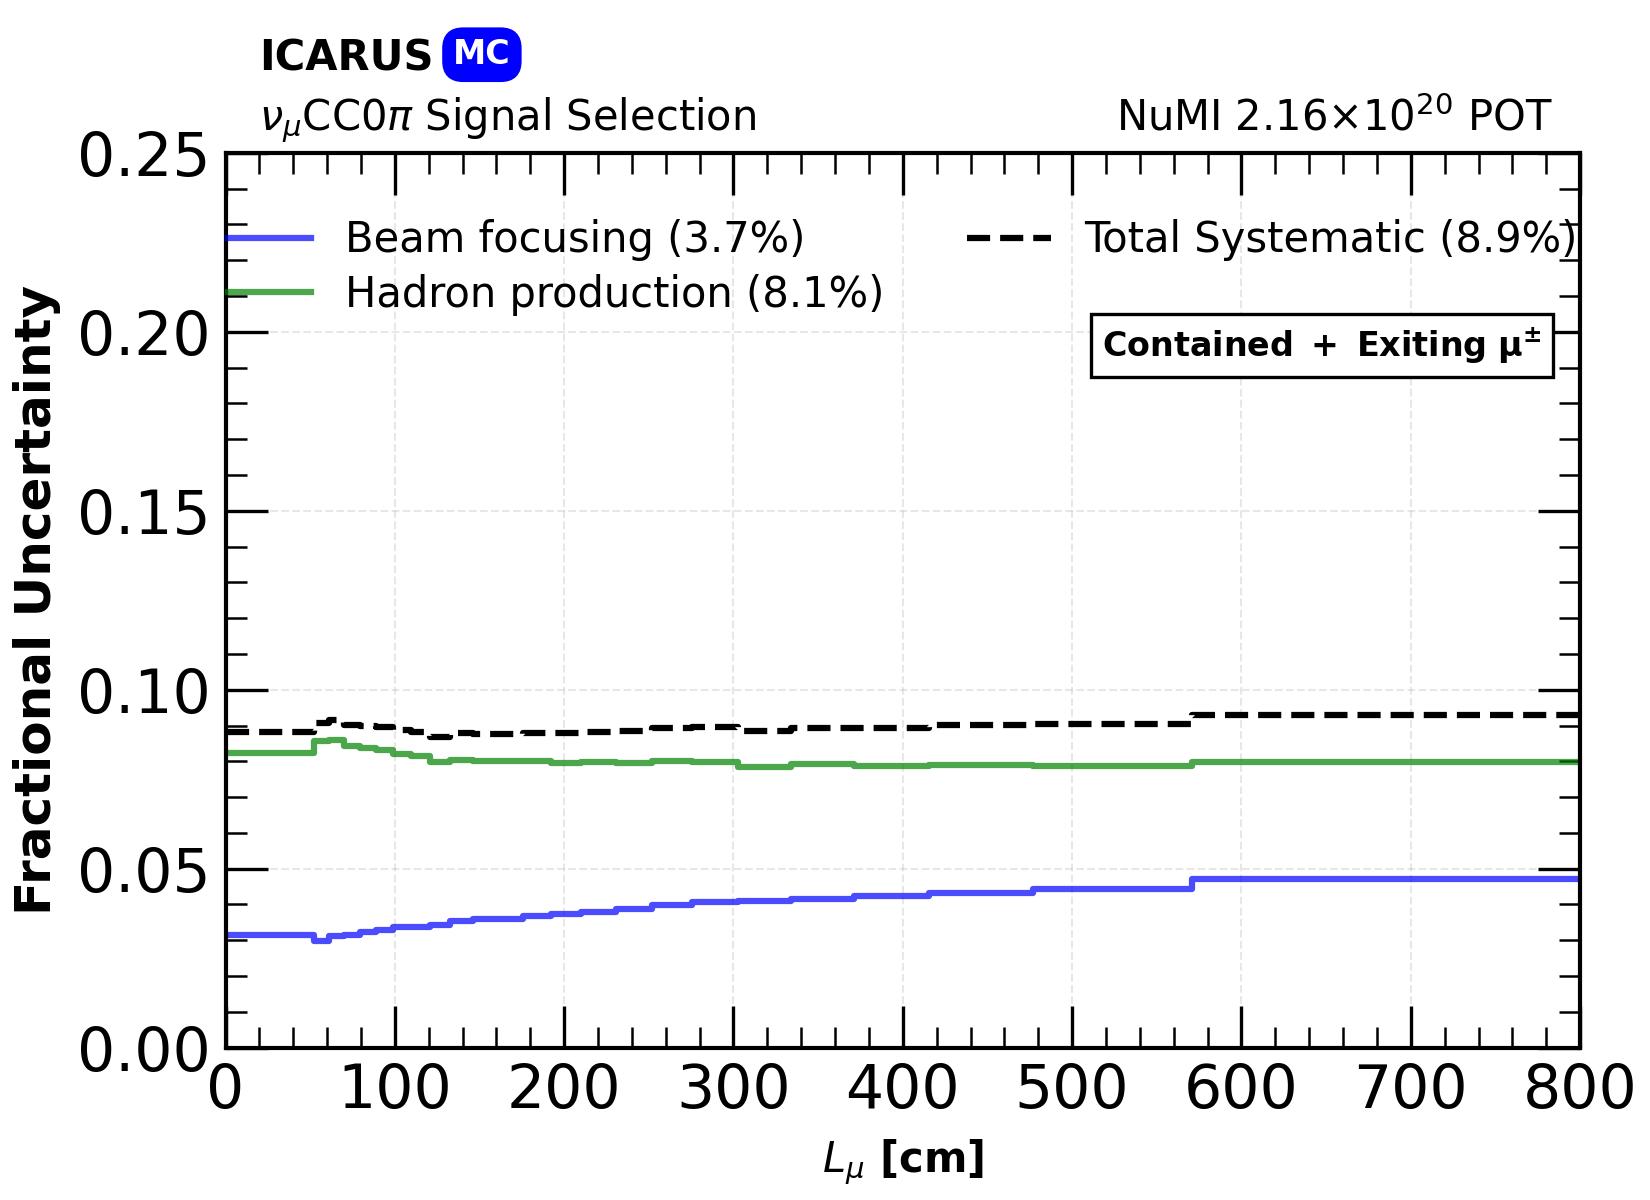 ICARUS MC
νμCC0π Signal Selection
NuMI 2.16×10²⁰ POT
Beam focusing (3.7%)
Hadron production (8.1%)
Total Systematic (8.9%)
Contained + Exiting μ±
Fractional Uncertainty
0.25
0.20
0.15
0.10
0.05
0.00
0 100 200 300 400 500 600 700 800
Lμ [cm]